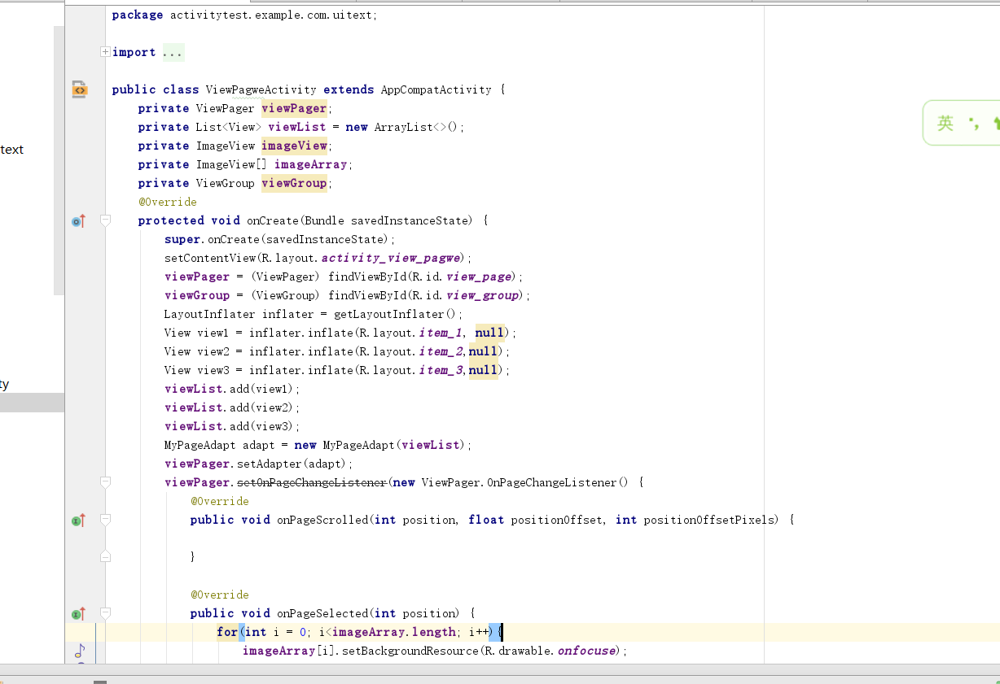 package activitytest.example.com.uitext;
import ...
public class ViewPagweActivity extends AppCompatActivity {
private ViewPager viewPager;
private List<View> viewList = new ArrayList<>();
英 •,
text
private ImageView imageView;
private ImageView[] imageArray;
private ViewGroup viewGroup;
@Override
protected void onCreate(Bundle savedInstanceState) {
super.onCreate(savedInstanceState);
setContentView(R.layout.activity_view_pagwe);
viewPager = (ViewPager) findViewById(R.id.view_page);
viewGroup = (ViewGroup) findViewById(R.id.view_group);
LayoutInflater inflater = getLayoutInflater();
View view1 = inflater.inflate(R.layout.item_1, null);
View view2 = inflater.inflate(R.layout.item_2,null);
View view3 = inflater.inflate(R.layout.item_3,null);
ty
viewList.add(view1);
viewList.add(view2);
viewList.add(view3);
MyPageAdapt adapt = new MyPageAdapt(viewList);
viewPager.setAdapter(adapt);
viewPager.setOnPageChangeListener(new ViewPager.OnPageChangeListener() {
@Override
public void onPageScrolled(int position, float positionOffset, int positionOffsetPixels) {
}
@Override
public void onPageSelected(int position) {
for(int i = 0; i<imageArray.length; i++){
imageArray[i].setBackgroundResource(R.drawable.onfocuse);